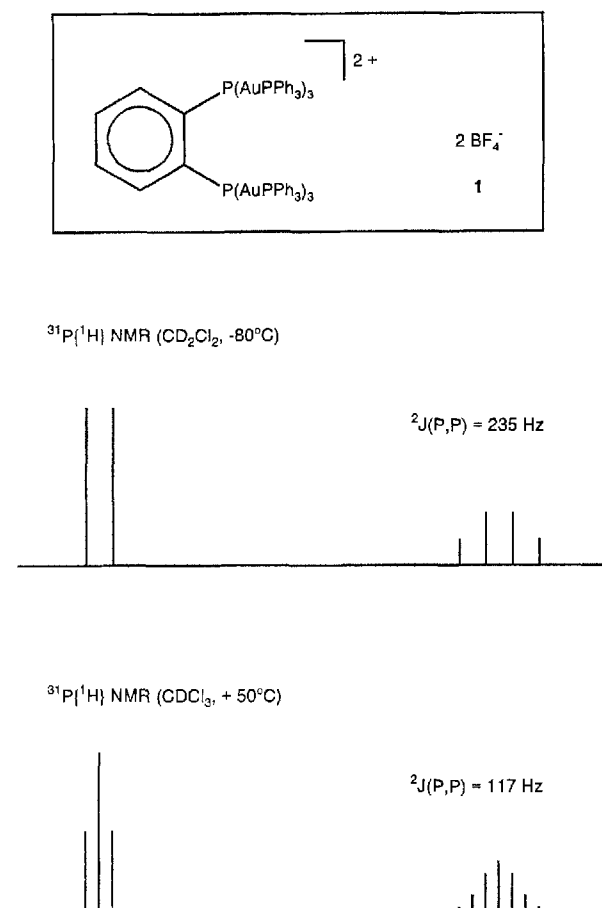 2 +
P(AuPPh₃)₃
2 BF₄⁻
P(AuPPh₃)₃
1
³¹P{¹H} NMR (CD₂Cl₂, -80°C)
²J(P,P) = 235 Hz
³¹P{¹H} NMR (CDCl₃, + 50°C)
²J(P,P) = 117 Hz